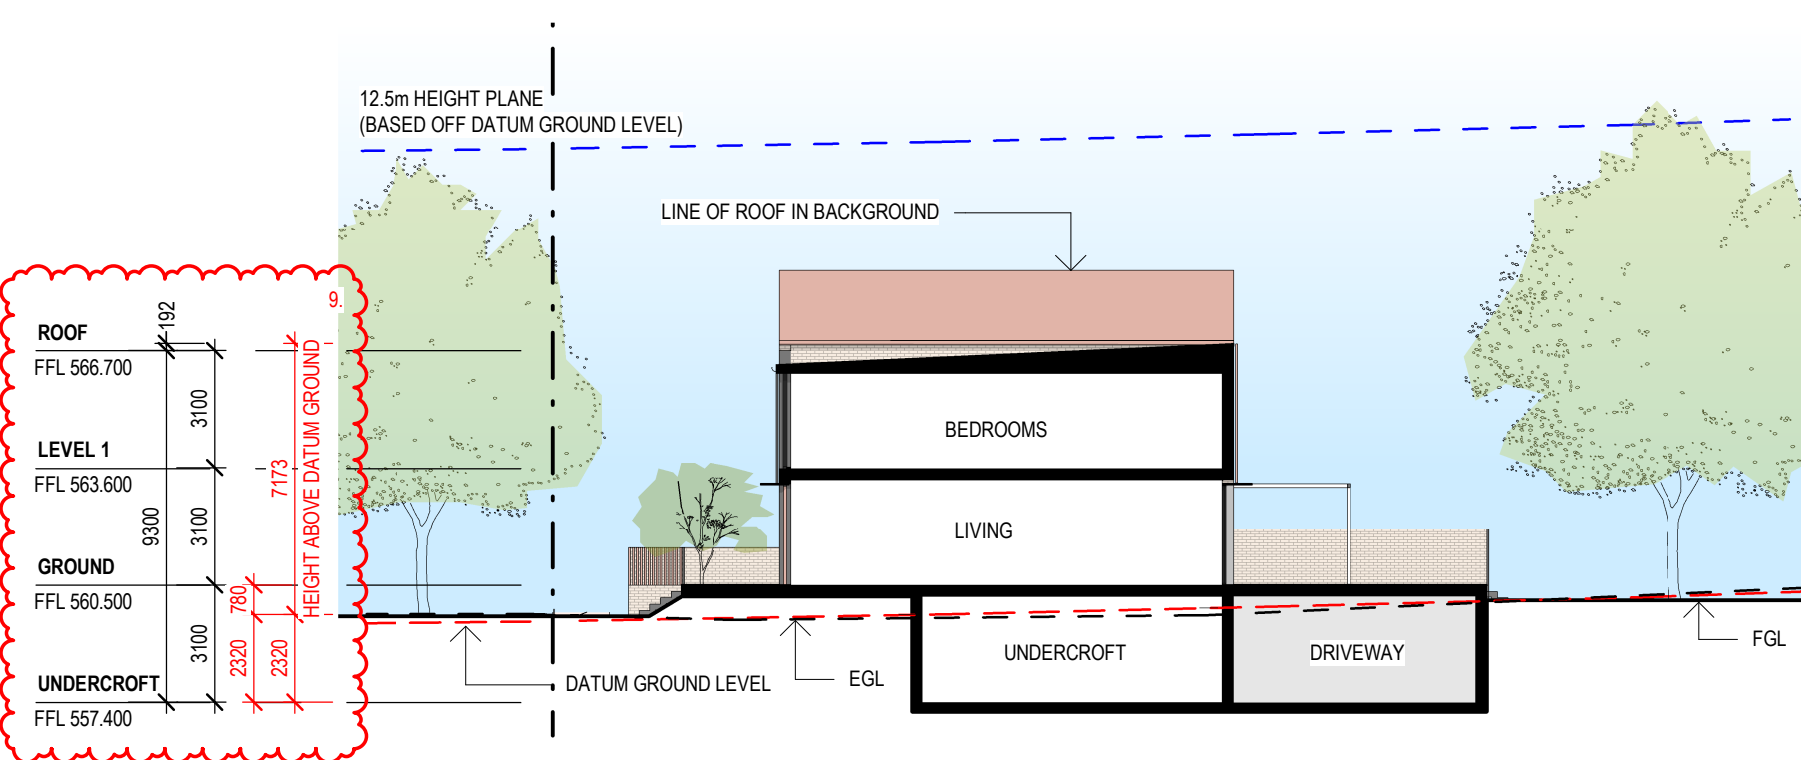 12.5m HEIGHT PLANE
(BASED OFF DATUM GROUND LEVEL)
LINE OF ROOF IN BACKGROUND
9.
192
ROOF
FFL 566.700
3100
LEVEL 1
FFL 563.600
7173
HEIGHT ABOVE DATUM GROUND
9300
3100
GROUND
FFL 560.500
780
3100
2320
2320
UNDERCROFT
FFL 557.400
BEDROOMS
LIVING
UNDERCROFT
DRIVEWAY
DATUM GROUND LEVEL
EGL
FGL